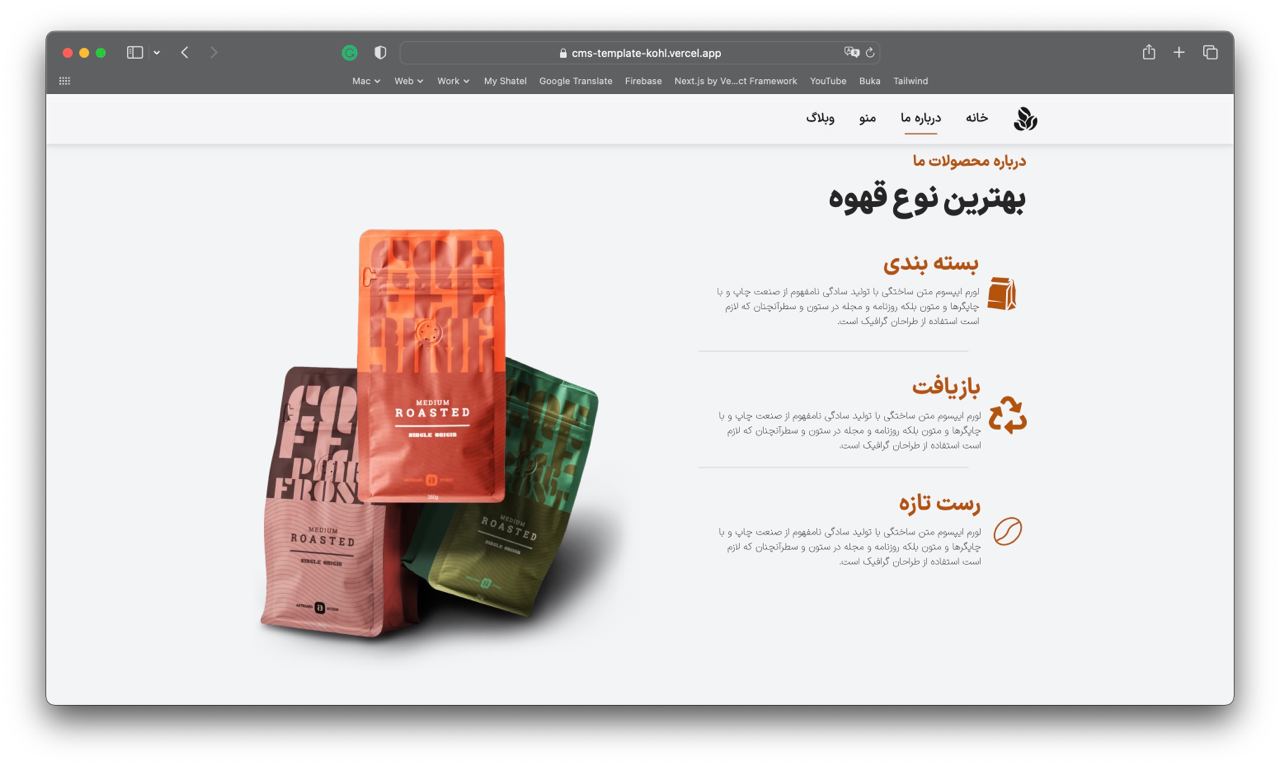 cms-template-kohl.vercel.app
Mac Web Work My Shatel Google Translate Firebase Next.js by Ve...ct Framework YouTube Buka Tailwind
خانه درباره ما منو وبلاگ
درباره محصولات ما
بهترین نوع قهوه
بسته بندی
لورم ایپسوم متن ساختگی با تولید سادگی نامفهوم از صنعت چاپ و با
چاپگرها و متون بلکه روزنامه و مجله در ستون و سطرآنچنان که لازم
است استفاده از طراحان گرافیک است.
بازیافت
لورم ایپسوم متن ساختگی با تولید سادگی نامفهوم از صنعت چاپ و با
چاپگرها و متون بلکه روزنامه و مجله در ستون و سطرآنچنان که لازم
است استفاده از طراحان گرافیک است.
رست تازه
لورم ایپسوم متن ساختگی با تولید سادگی نامفهوم از صنعت چاپ و با
چاپگرها و متون بلکه روزنامه و مجله در ستون و سطرآنچنان که لازم
است استفاده از طراحان گرافیک است.
MEDIUM
ROASTED
SINGLE ORIGIN
250g
MEDIUM
ROASTED
SINGLE ORIGIN
MEDIUM
ROASTED
SINGLE ORIGIN